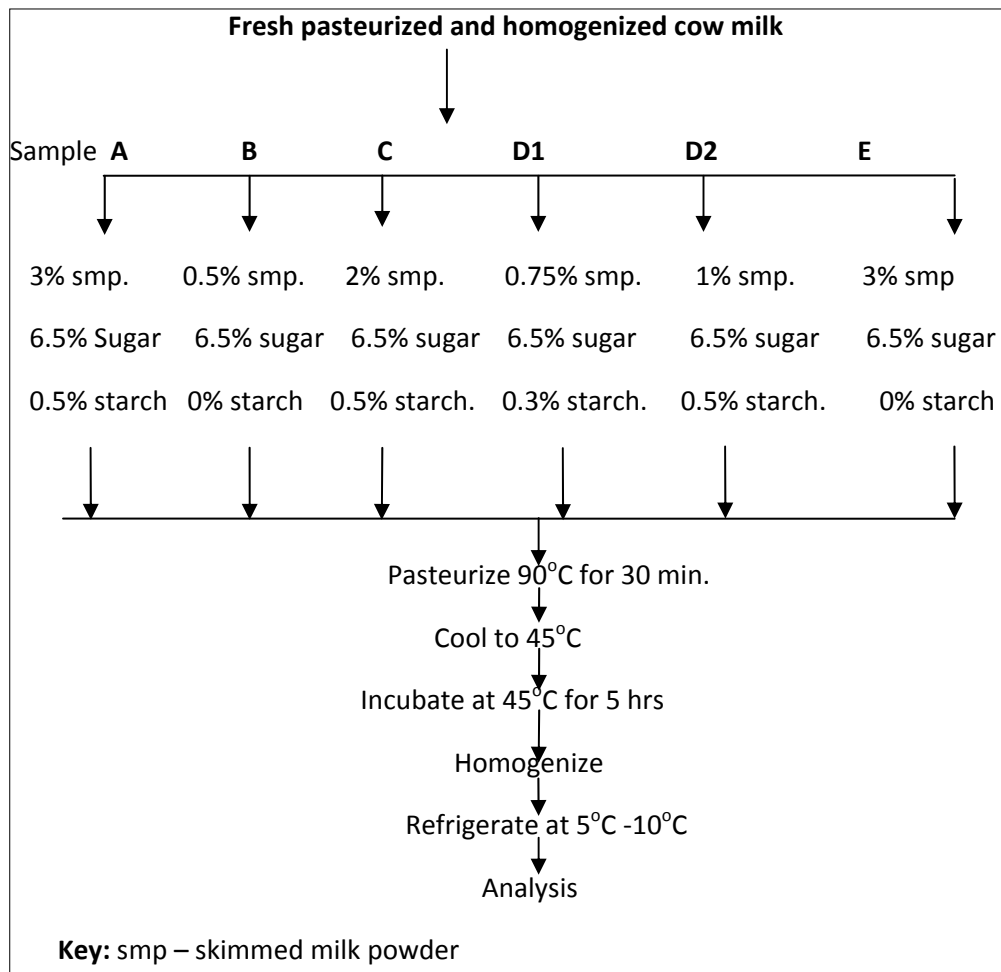 Fresh pasteurized and homogenized cow milk
Sample A B C D1 D2 E
3% smp. 0.5% smp. 2% smp. 0.75% smp. 1% smp. 3% smp
6.5% Sugar 6.5% sugar 6.5% sugar 6.5% sugar 6.5% sugar 6.5% sugar
0.5% starch 0% starch 0.5% starch. 0.3% starch. 0.5% starch. 0% starch
Pasteurize 90°C for 30 min.
Cool to 45°C
Incubate at 45°C for 5 hrs
Homogenize
Refrigerate at 5°C -10°C
Analysis
Key: smp – skimmed milk powder